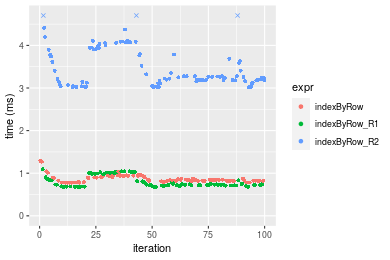 4
3
2
1
0
time (ms)
0
25
50
75
100
iteration
expr
indexByRow
indexByRow_R1
indexByRow_R2